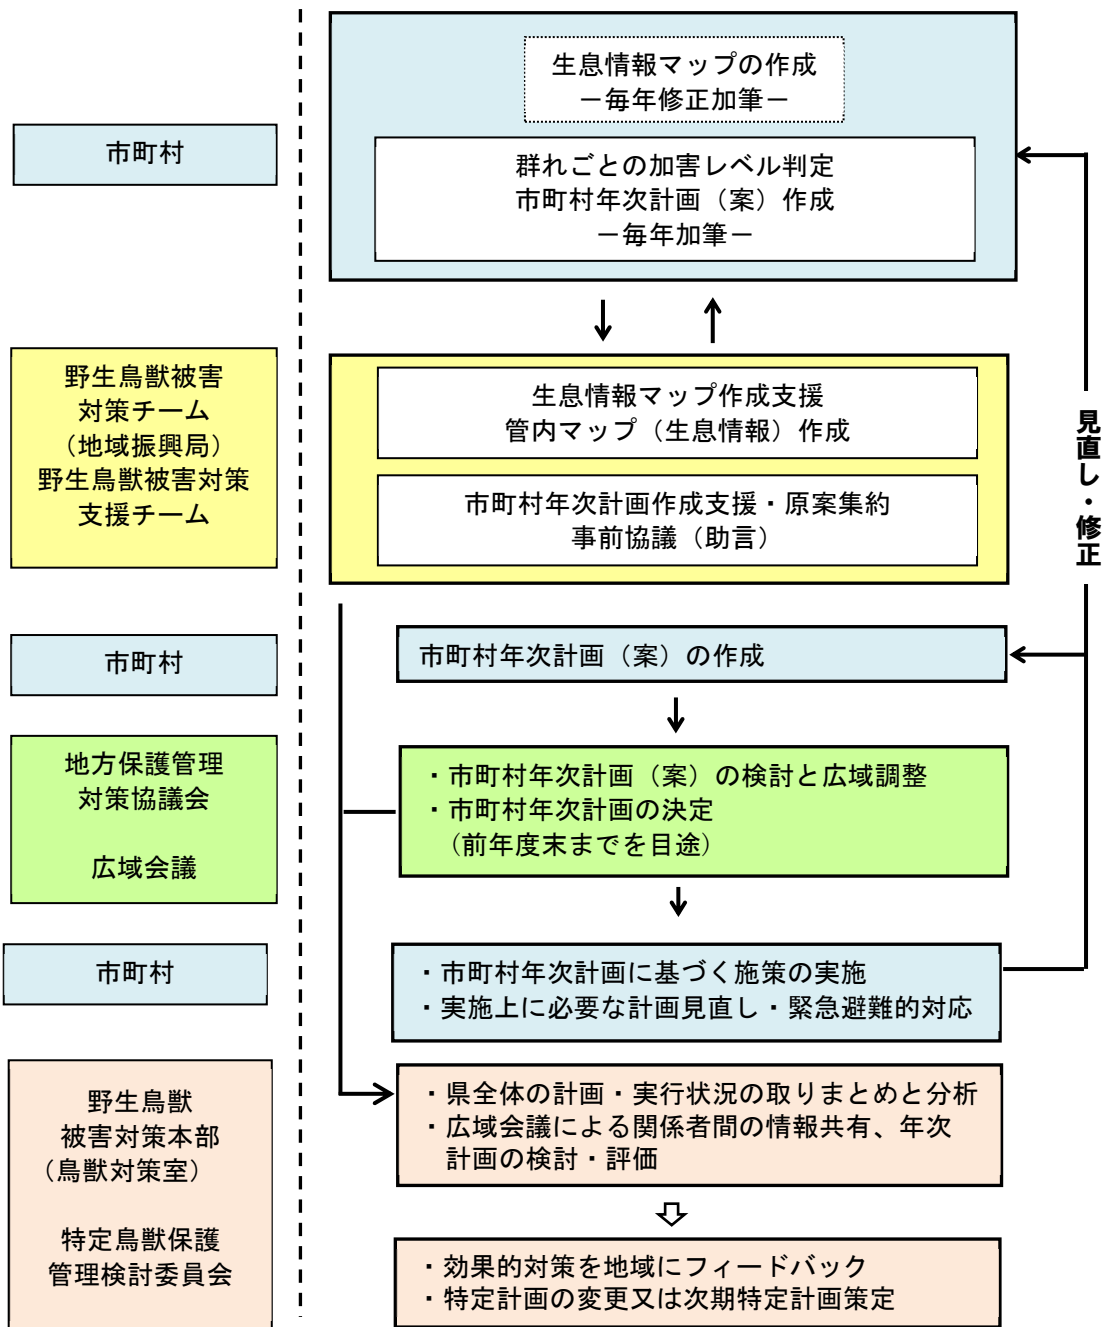 市町村
生息情報マップの作成
－毎年修正加筆－
群れごとの加害レベル判定
市町村年次計画（案）作成
－毎年加筆－
野生鳥獣被害
対策チーム
（地域振興局）
野生鳥獣被害対策
支援チーム
生息情報マップ作成支援
管内マップ（生息情報）作成
市町村年次計画作成支援・原案集約
事前協議（助言）
見直し・修正
市町村
市町村年次計画（案）の作成
地方保護管理
対策協議会
広域会議
・市町村年次計画（案）の検討と広域調整
・市町村年次計画の決定
（前年度末までを目途）
市町村
・市町村年次計画に基づく施策の実施
・実施上に必要な計画見直し・緊急避難的対応
野生鳥獣
被害対策本部
（鳥獣対策室）
特定鳥獣保護
管理検討委員会
・県全体の計画・実行状況の取りまとめと分析
・広域会議による関係者間の情報共有、年次
計画の検討・評価
・効果的対策を地域にフィードバック
・特定計画の変更又は次期特定計画策定